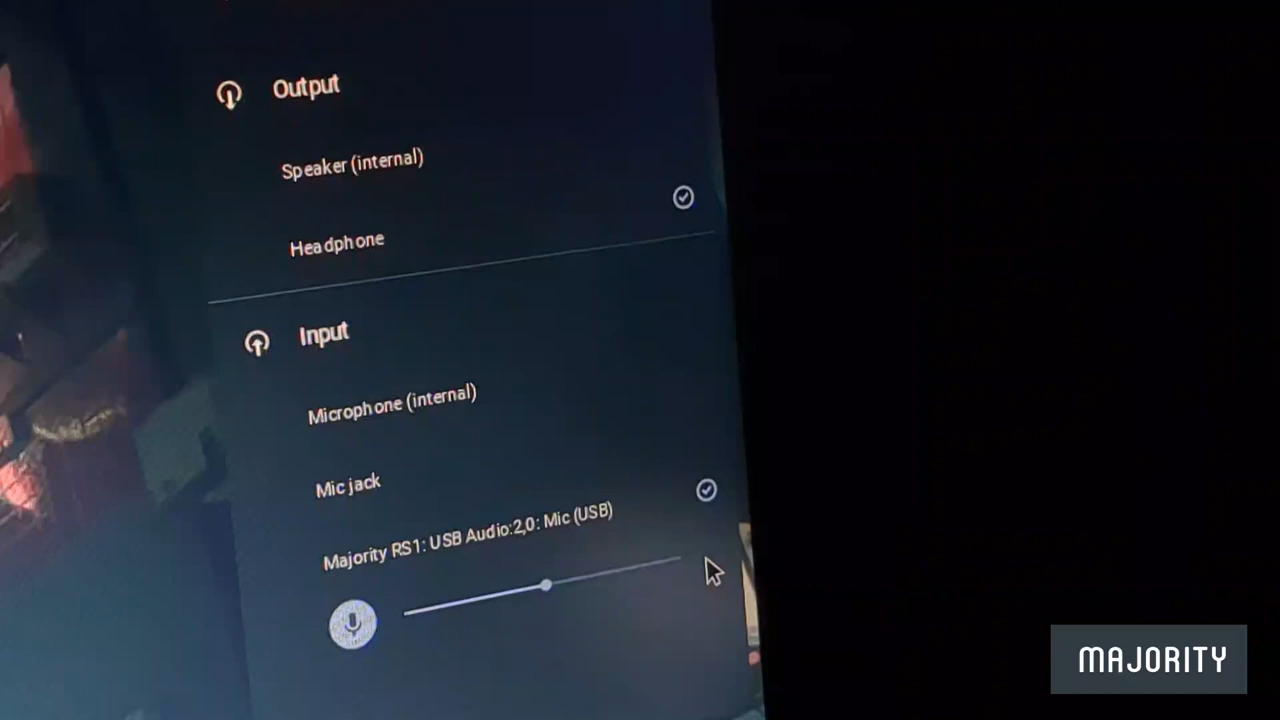 Output
Speaker (internal)
Headphone
Input
Microphone (internal)
Mic jack
Majority RS1: USB Audio:2,0: Mic (USB)
MAJORITY